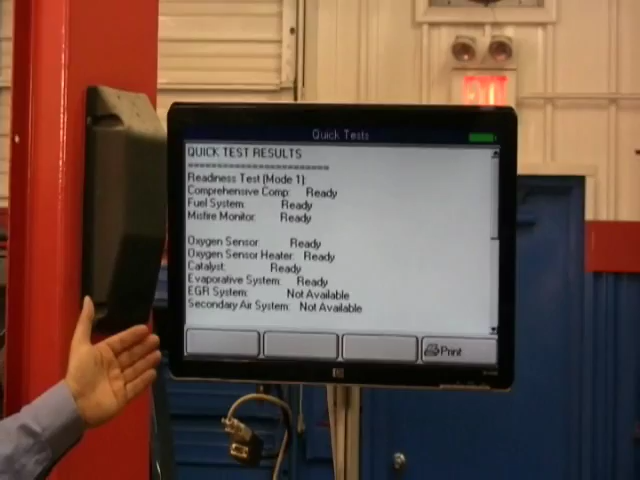 Quick Tests
QUICK TEST RESULTS
==========================
Readiness Test (Mode 1):
Comprehensive Comp: Ready
Fuel System: Ready
Misfire Monitor: Ready
Oxygen Sensor: Ready
Oxygen Sensor Heater: Ready
Catalyst: Ready
Evaporative System: Ready
EGR System: Not Available
Secondary Air System: Not Available
Print
hp